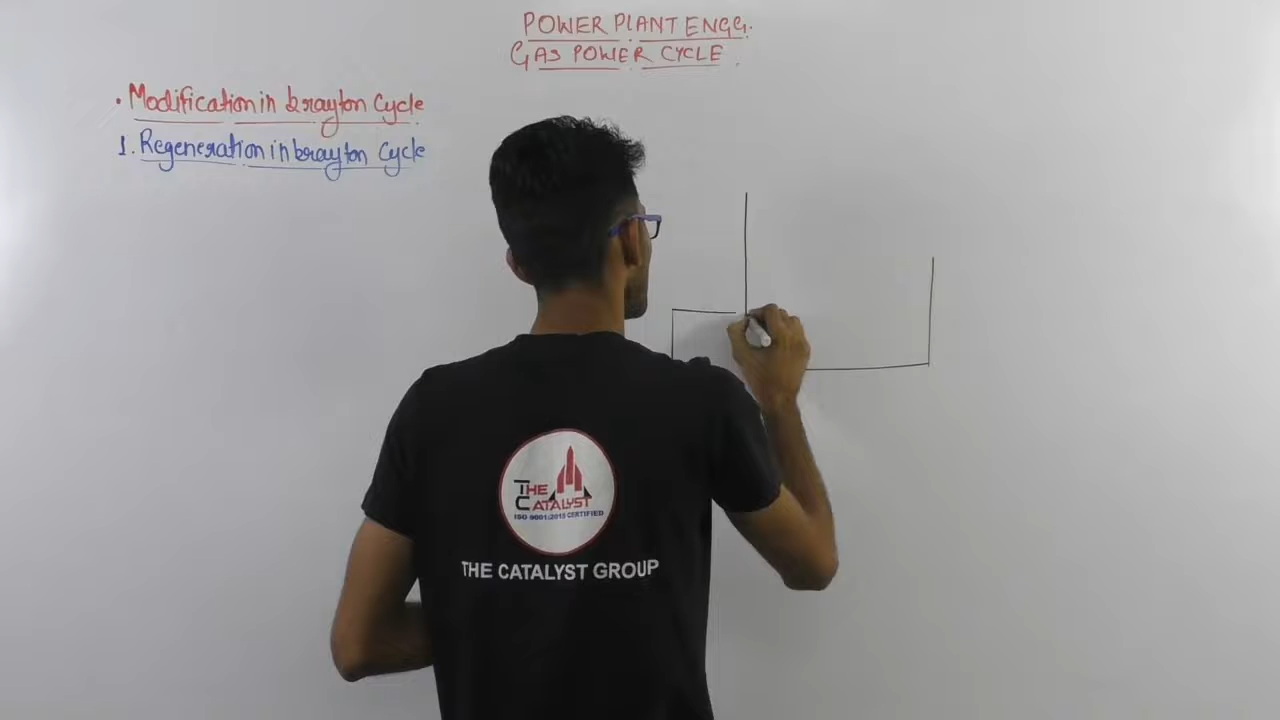 POWER PLANT ENGG.
GAS POWER CYCLE.
• Modification in brayton Cycle
1. Regeneration in brayton Cycle
THE
CATALYST
ISO 9001:2015 CERTIFIED
THE CATALYST GROUP